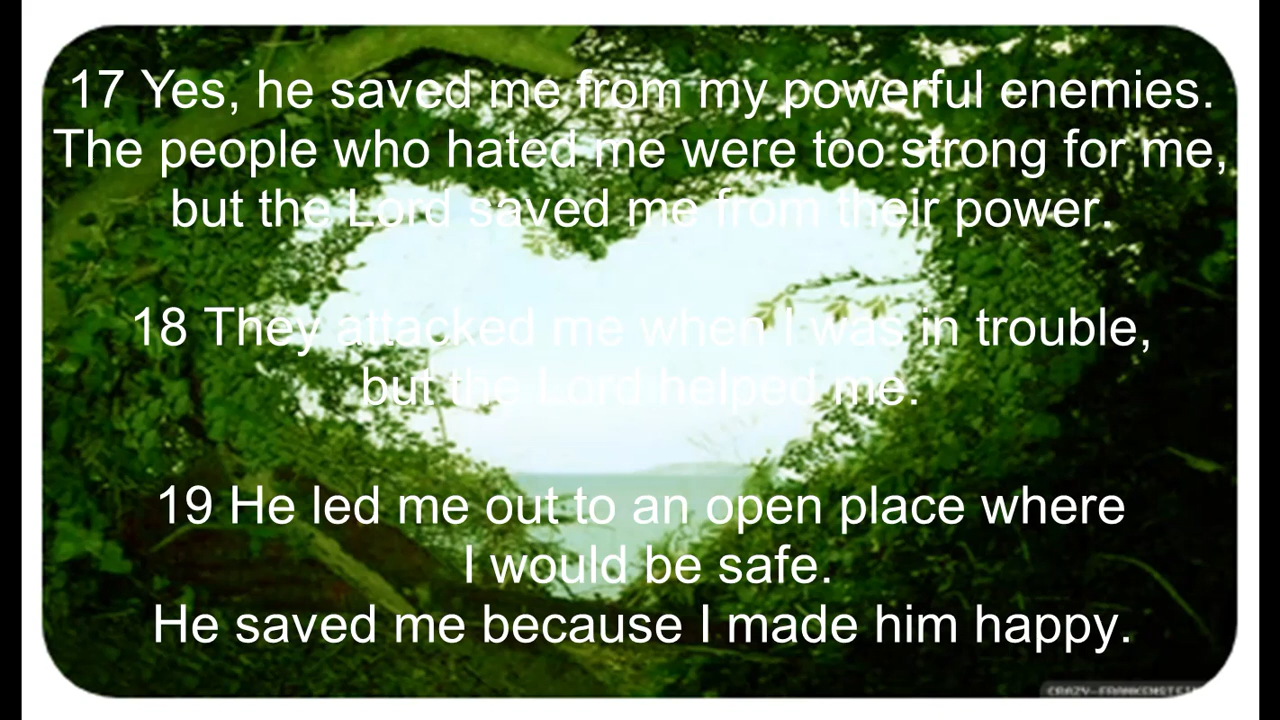 17 Yes, he saved me from my powerful enemies.
The people who hated me were too strong for me,
but the Lord saved me from their power.
18 They attacked me when I was in trouble,
but the Lord helped me.
19 He led me out to an open place where
I would be safe.
He saved me because I made him happy.